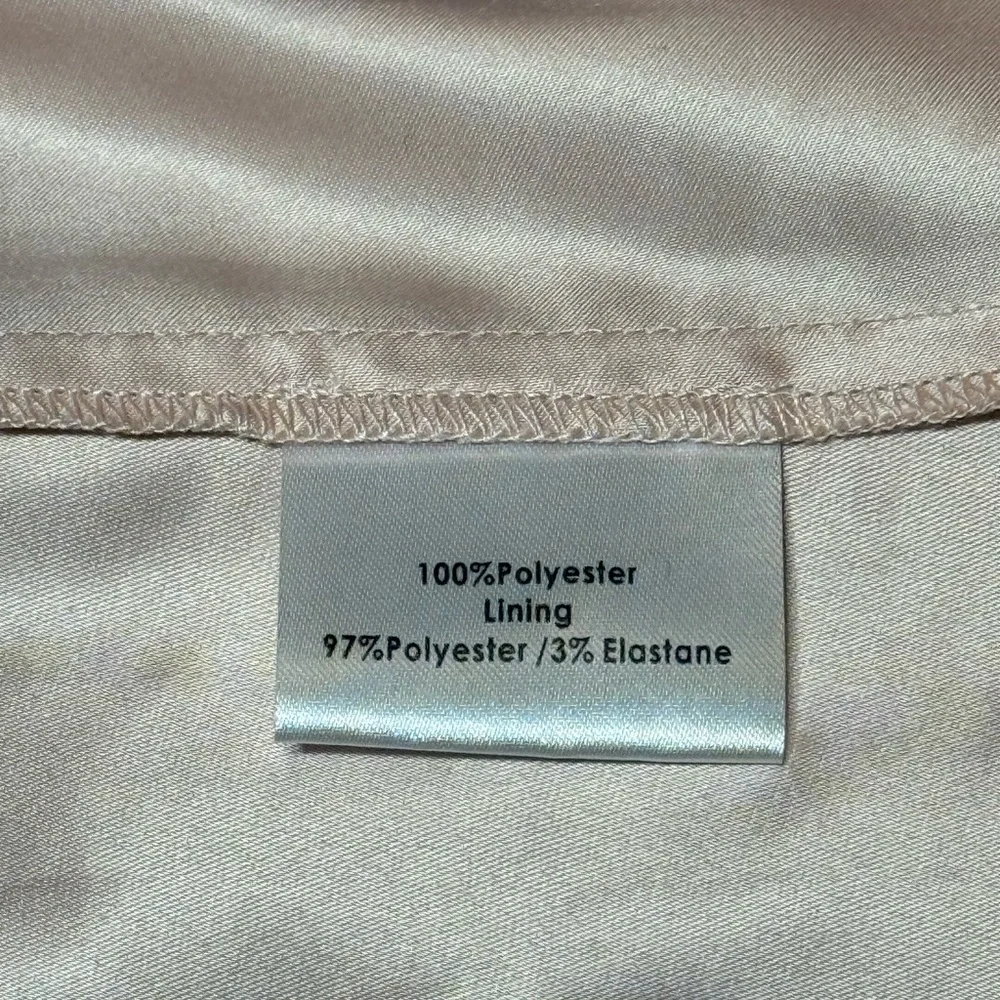 100%Polyester
Lining
97%Polyester /3% Elastane